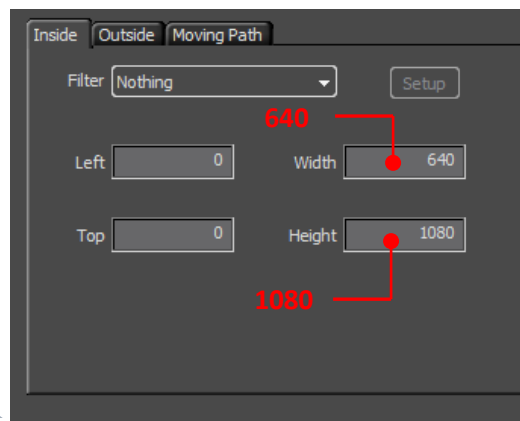 Inside Outside Moving Path
Filter Nothing Setup
640
Left 0 Width 640
Top 0 Height 1080
1080